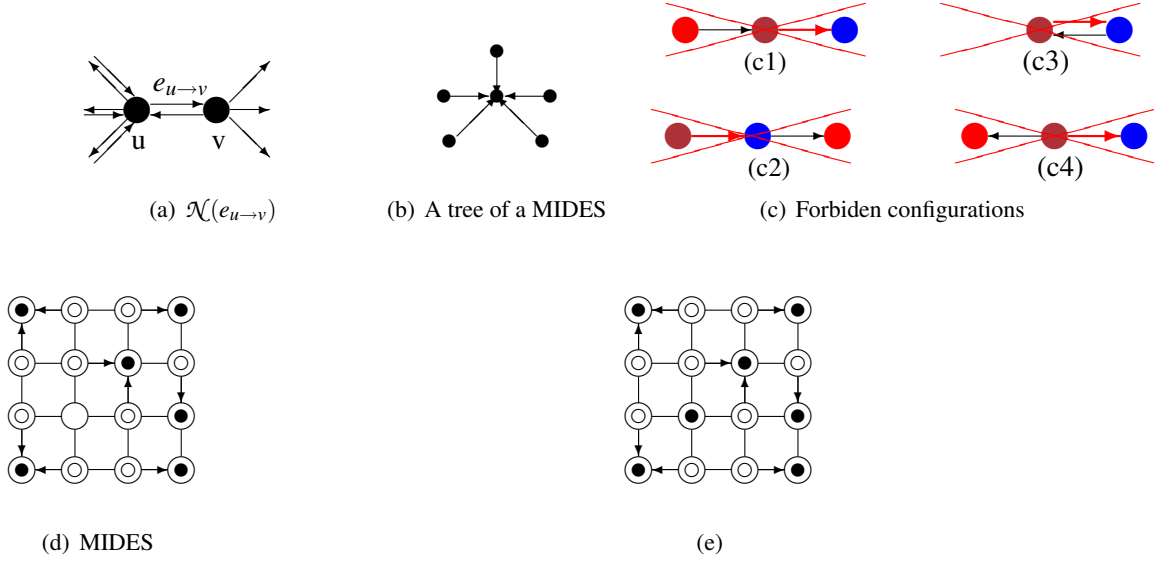 e_{u→v}
u v
(c1) (c3)
(c2) (c4)
(a) 𝒩(e_{u→v}) (b) A tree of a MIDES (c) Forbiden configurations
(d) MIDES (e)